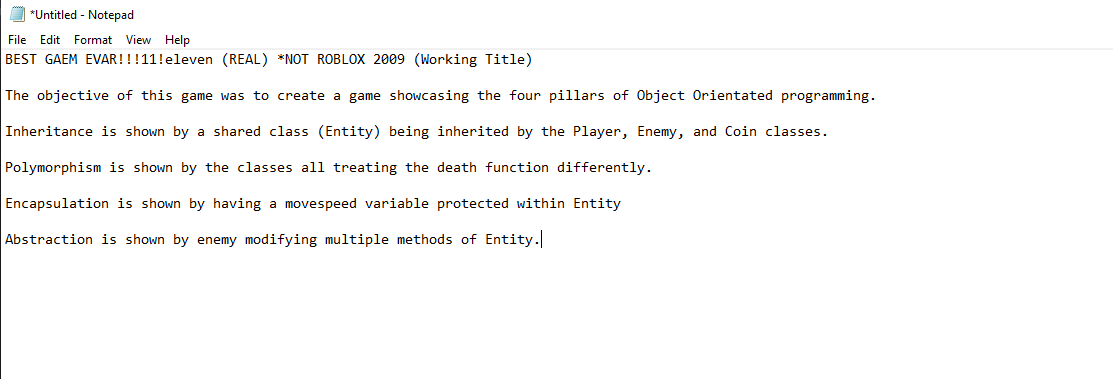 *Untitled - Notepad
File Edit Format View Help
BEST GAEM EVAR!!!11!eleven (REAL) *NOT ROBLOX 2009 (Working Title)
The objective of this game was to create a game showcasing the four pillars of Object Orientated programming.
Inheritance is shown by a shared class (Entity) being inherited by the Player, Enemy, and Coin classes.
Polymorphism is shown by the classes all treating the death function differently.
Encapsulation is shown by having a movespeed variable protected within Entity
Abstraction is shown by enemy modifying multiple methods of Entity.